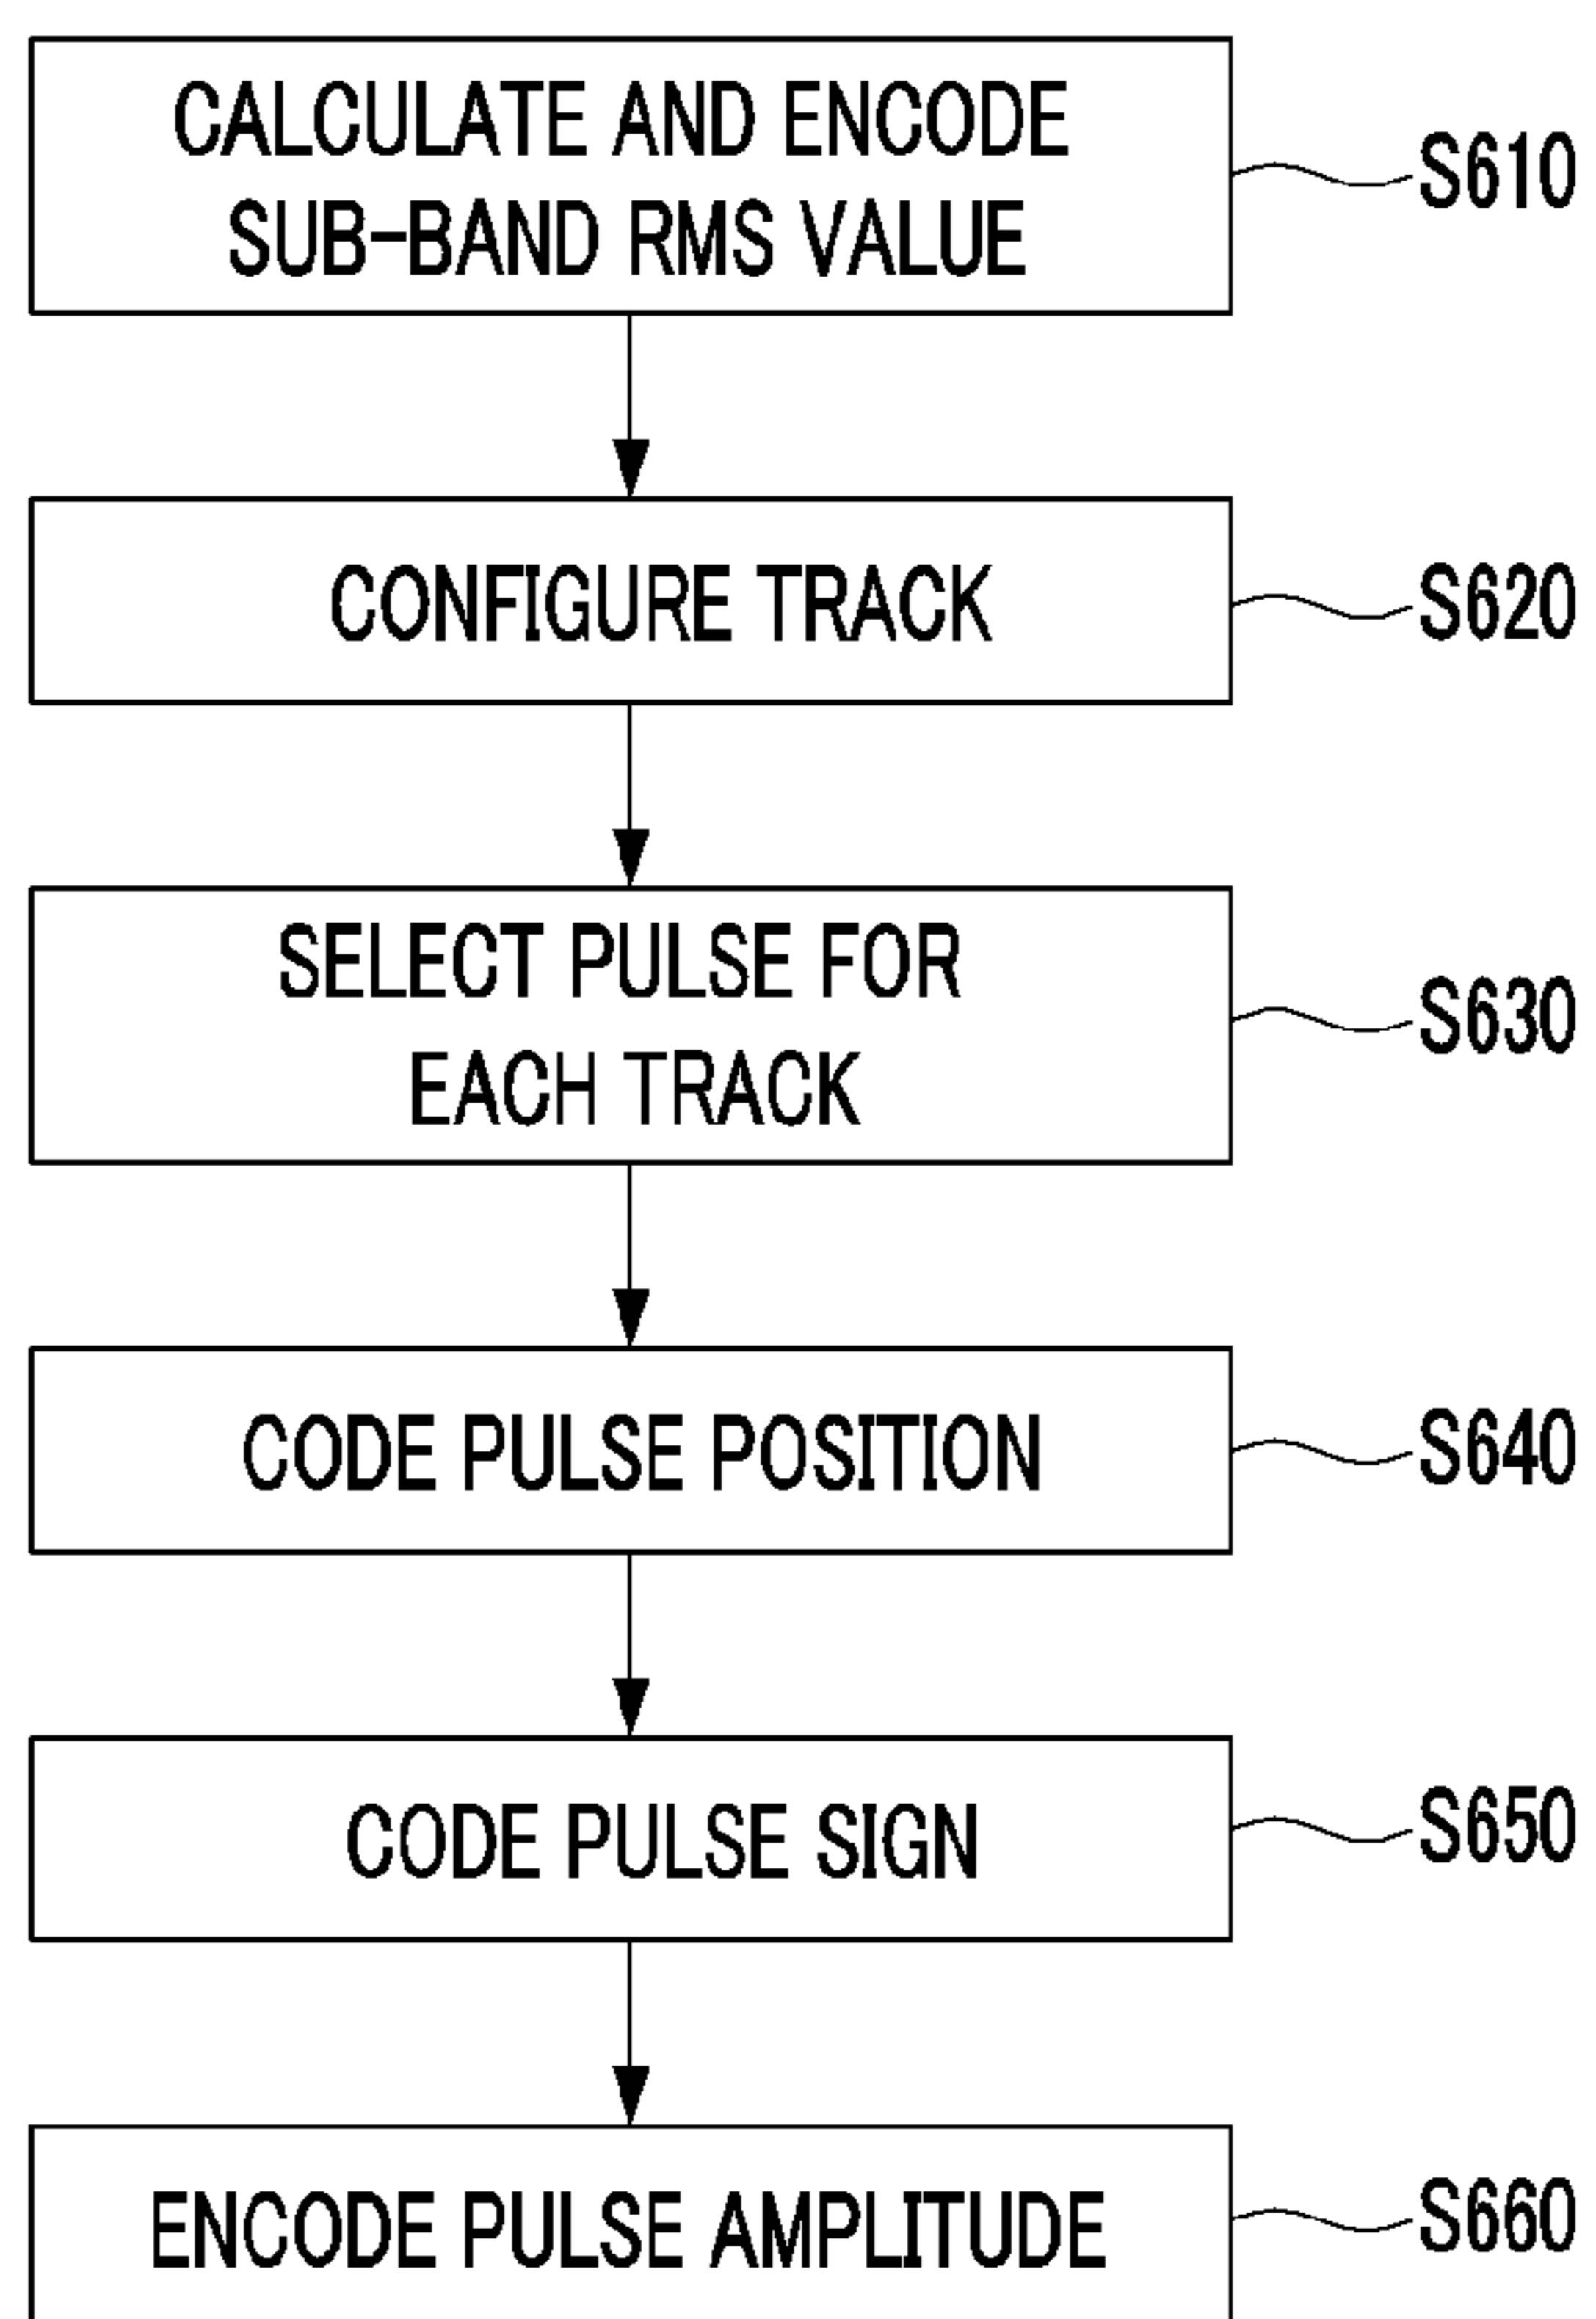 CALCULATE AND ENCODE
SUB-BAND RMS VALUE
S610
CONFIGURE TRACK
S620
SELECT PULSE FOR
EACH TRACK
S630
CODE PULSE POSITION
S640
CODE PULSE SIGN
S650
ENCODE PULSE AMPLITUDE
S660